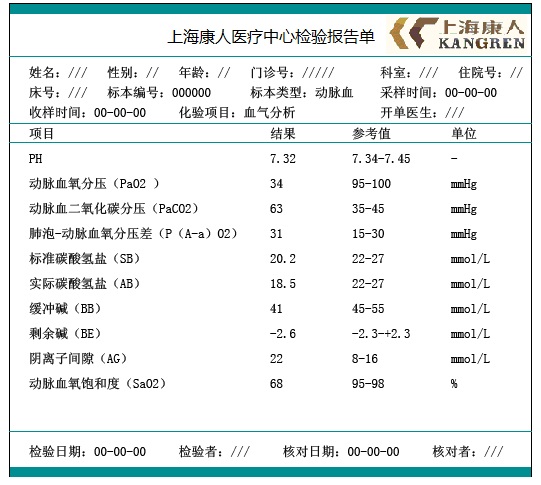 上海康人医疗中心检验报告单 上海康人
KANGREN
姓名: /// 性别: // 年龄: // 门诊号: ///// 科室: /// 住院号: //
床号: /// 标本编号: 000000 标本类型: 动脉血 采样时间: 00-00-00
收样时间: 00-00-00 化验项目: 血气分析 开单医生: ///
项目 结果 参考值 单位
PH 7.32 7.34-7.45 -
动脉血氧分压（PaO2 ） 34 95-100 mmHg
动脉血二氧化碳分压（PaCO2） 63 35-45 mmHg
肺泡-动脉血氧分压差（P（A-a）O2） 31 15-30 mmHg
标准碳酸氢盐（SB） 20.2 22-27 mmol/L
实际碳酸氢盐（AB） 18.5 22-27 mmol/L
缓冲碱（BB） 41 45-55 mmol/L
剩余碱（BE） -2.6 -2.3-+2.3 mmol/L
阴离子间隙（AG） 22 8-16 mmol/L
动脉血氧饱和度（SaO2） 68 95-98 %
检验日期: 00-00-00 检验者: /// 核对日期: 00-00-00 核对者: ///